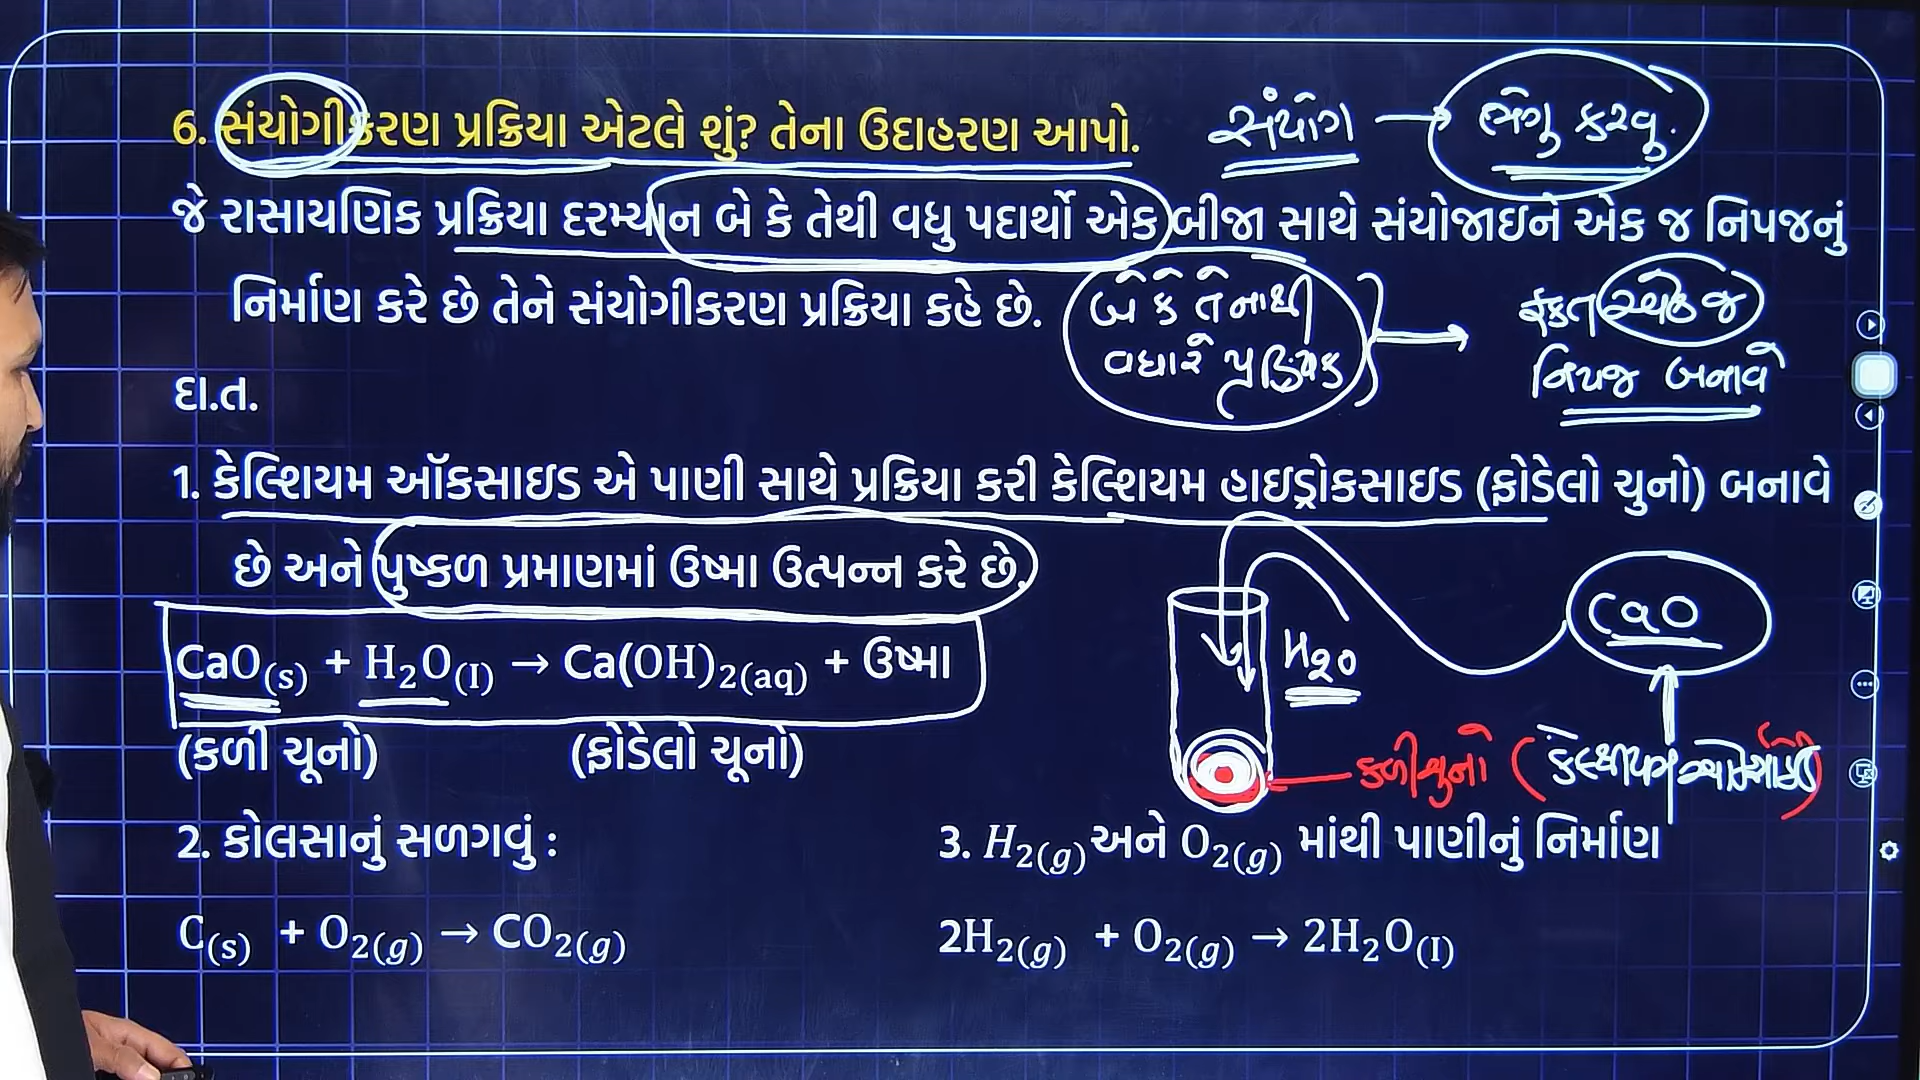 6. સંયોગીકરણ પ્રક્રિયા એટલે શું? તેના ઉદાહરણ આપો.
સંયોગ → ભેગુ કરવુ.
જે રાસાયણિક પ્રક્રિયા દરમ્યાન બે કે તેથી વધુ પદાર્થો એક બીજા સાથે સંયોજાઇને એક જ નિપજનું
નિર્માણ કરે છે તેને સંયોગીકરણ પ્રક્રિયા કહે છે.
બે કે તેનાથી
વધારે પ્રક્રિયક
ફકત એક જ
નિપજ બનાવે
દા.ત.
1. કેલ્શિયમ ઑકસાઇડ એ પાણી સાથે પ્રક્રિયા કરી કેલ્શિયમ હાઇડ્રોકસાઇડ (ફોડેલો ચુનો) બનાવે
છે અને પુષ્કળ પ્રમાણમાં ઉષ્મા ઉત્પન્ન કરે છે.
CaO
CaO(s) + H₂O(l) → Ca(OH)₂(aq) + ઉષ્મા
H₂O
(કળી ચૂનો) (ફોડેલો ચૂનો)
કળીચુનો (
2. કોલસાનું સળગવું :
3. H₂(g) અને O₂(g) માંથી પાણીનું નિર્માણ
C(s) + O₂(g) → CO₂(g)
2H₂(g) + O₂(g) → 2H₂O(l)